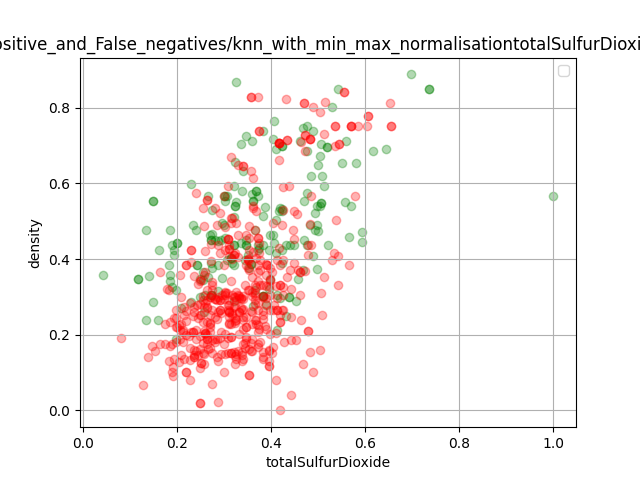 ositive_and_False_negatives/knn_with_min_max_normalisationtotalSulfurDioxi
density
0.8
0.6
0.4
0.2
0.0
0.0 0.2 0.4 0.6 0.8 1.0
totalSulfurDioxide